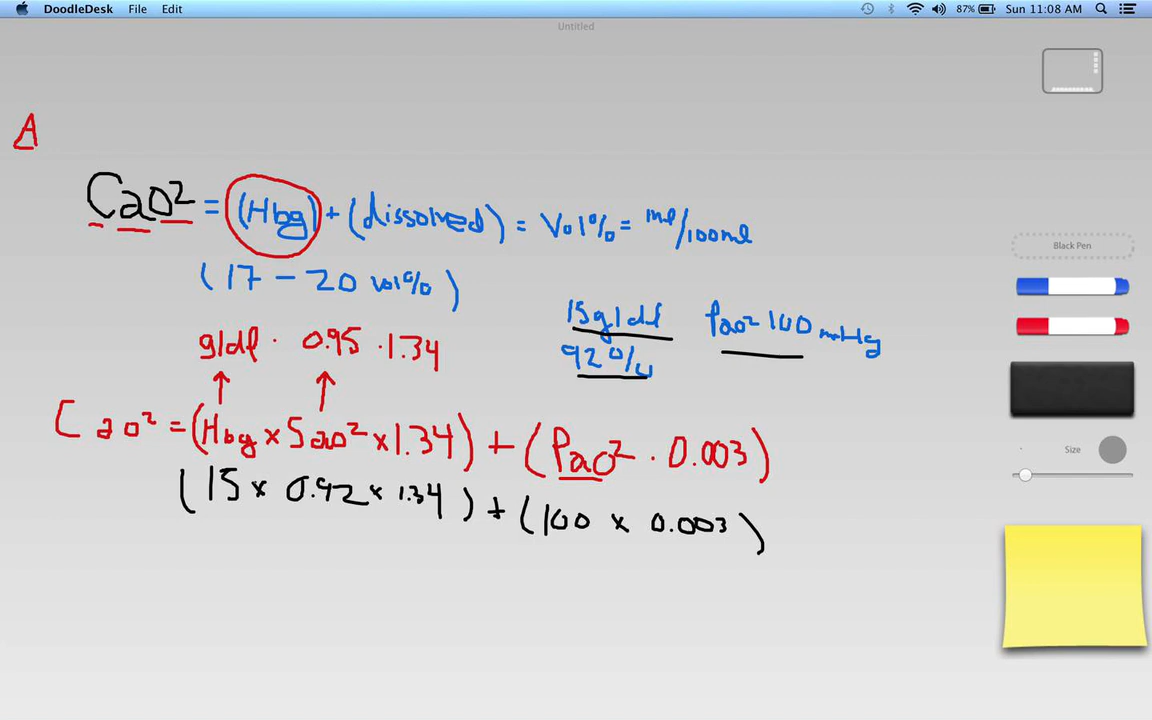 DoodleDesk File Edit 87% Sun 11:08 AM
Untitled
A
CaO² = (Hbg) + (dissolved) = Vol% = ml/100ml
(17 - 20 vol%)
15g/dl PaO² 100 mmHg
92%
g/dl · 0.95 · 1.34
CaO² = (Hbg x SaO² x 1.34) + (PaO² · 0.003)
(15 x 0.92 x 1.34) + (100 x 0.003)
Black Pen
Size